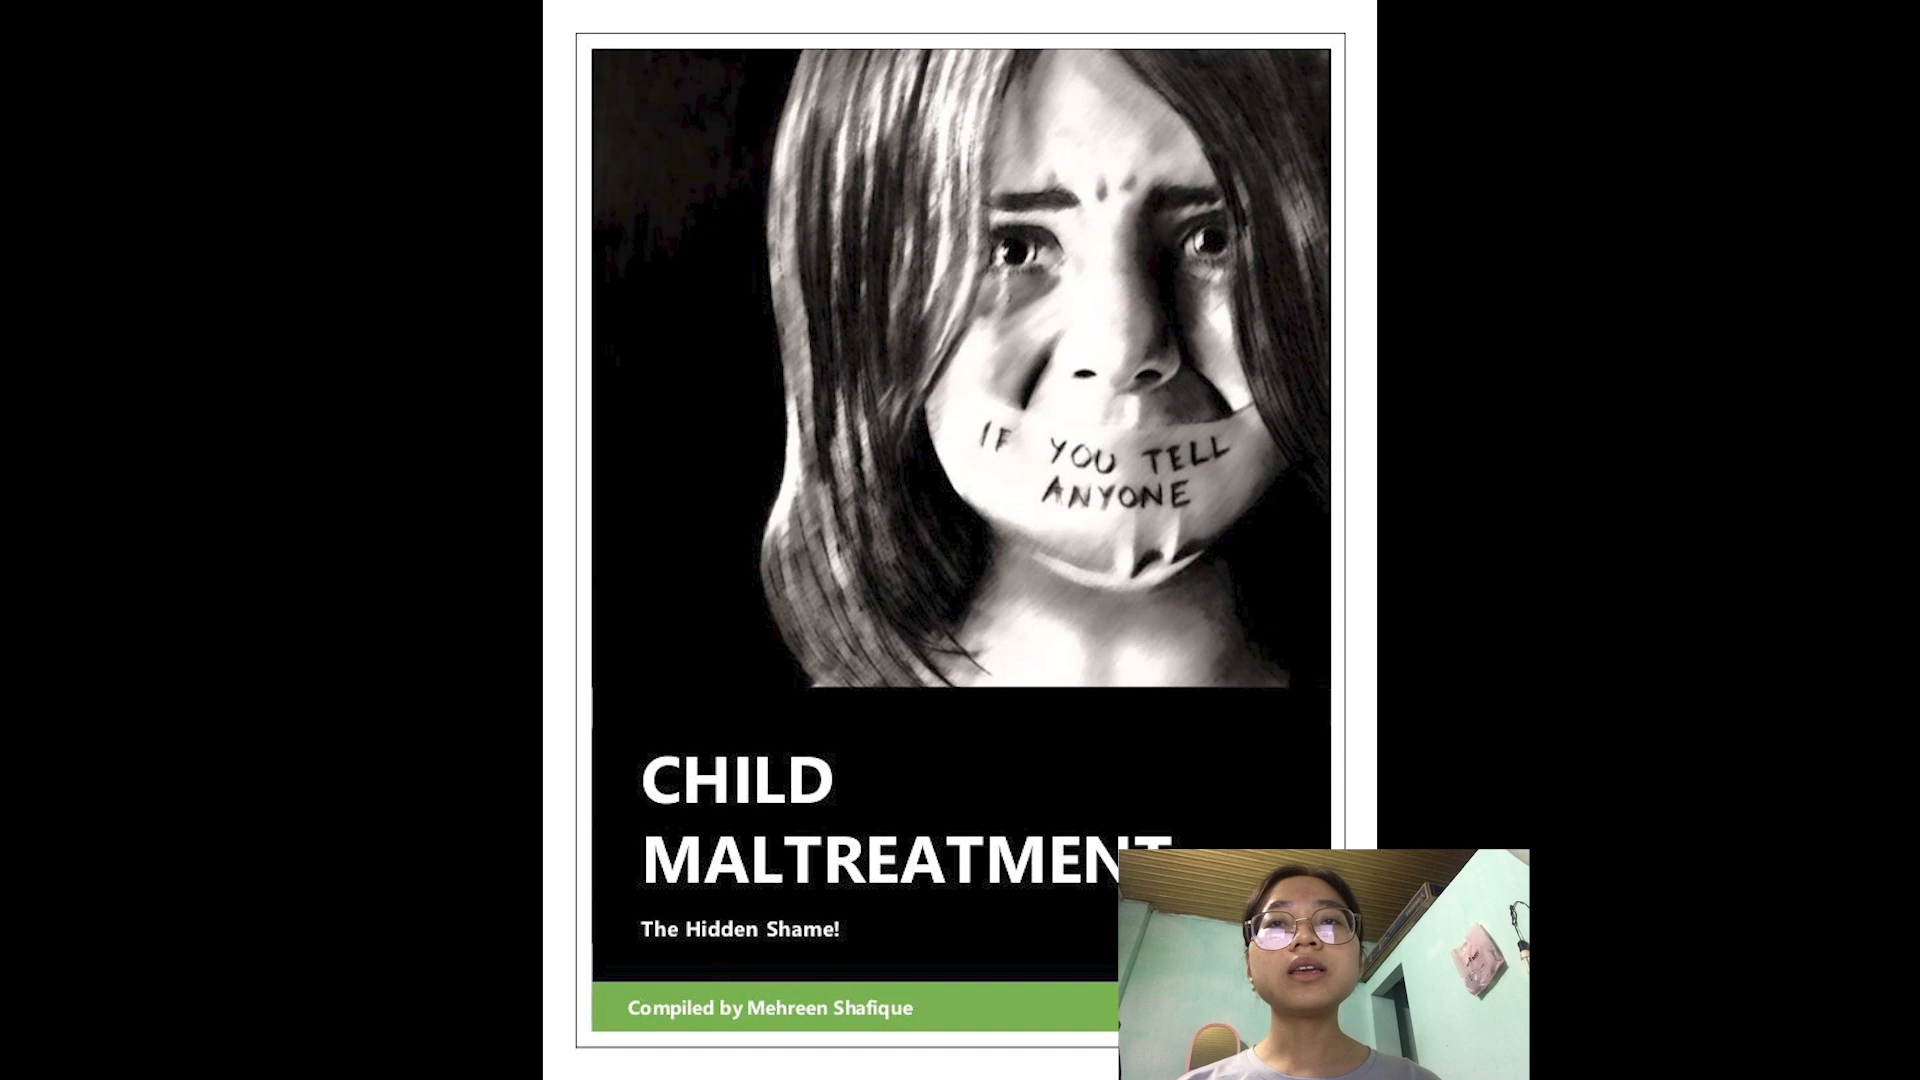 IF YOU TELL
ANYONE
CHILD
MALTREATMENT
The Hidden Shame!
Compiled by Mehreen Shafique